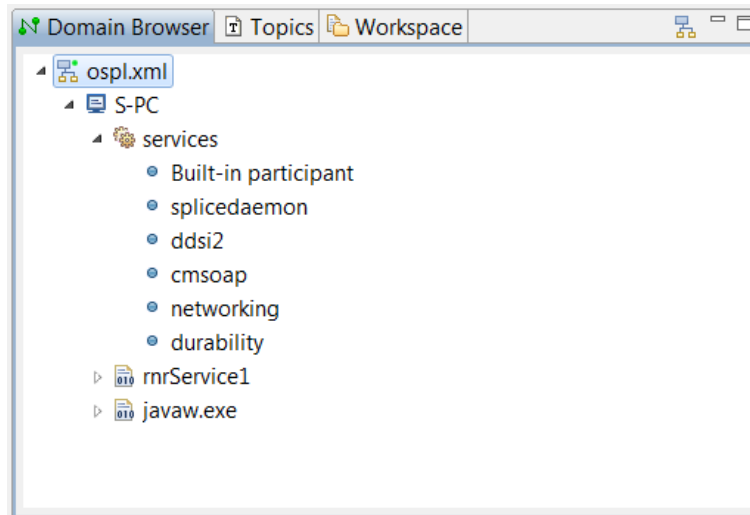 Domain Browser Topics Workspace
ospl.xml
S-PC
services
Built-in participant
splicedaemon
ddsi2
cmsoap
networking
durability
rnrService1
javaw.exe